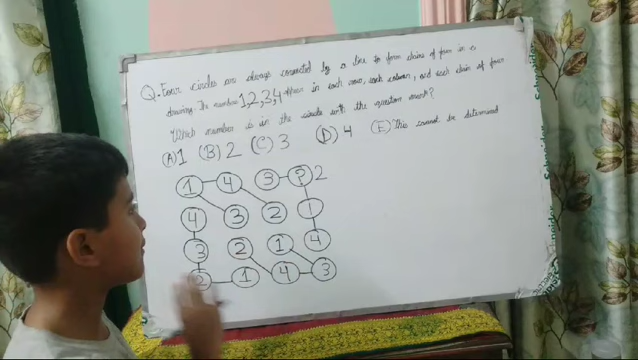 Q. Four circles are always connected by a line to form chains of four in a
drawing. The numbers 1,2,3,4 appear in each row, each column, and each chain of four
Which number is in the circle with the question mark?
(A) 1 (B) 2 (C) 3 (D) 4 (E) This cannot be determined
1 4 3 ? 2
4 3 2 1
3 2 1 4
2 1 4 3